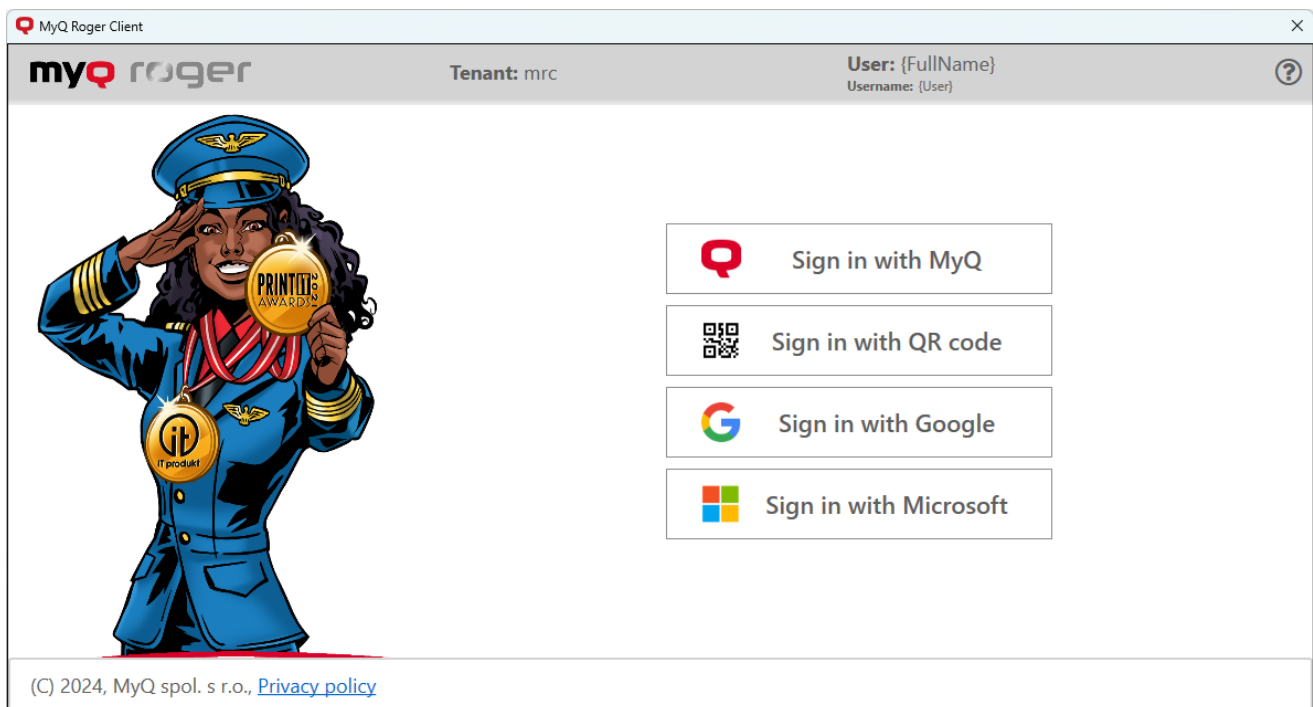 MyQ Roger Client
myq roger
Tenant: mrc
User: {FullName}
Username: {User}
PRINT IT 2021
AWARDS
it
IT produkt
Sign in with MyQ
Sign in with QR code
Sign in with Google
Sign in with Microsoft
(C) 2024, MyQ spol. s r.o., Privacy policy